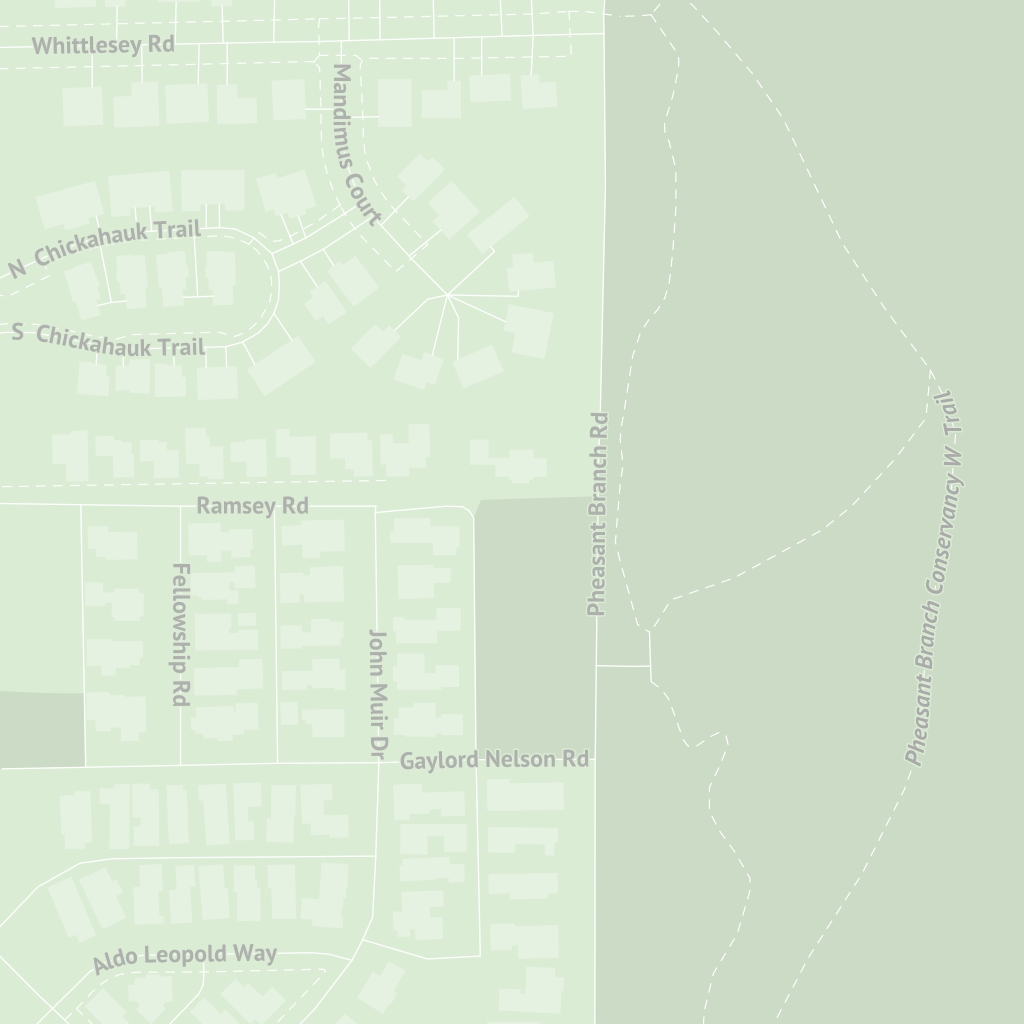 Whittlesey Rd
Mandimus Court
N Chickahauk Trail
S Chickahauk Trail
Pheasant Branch Rd
Pheasant Branch Conservancy W Trail
Ramsey Rd
Fellowship Rd
John Muir Dr
Gaylord Nelson Rd
Aldo Leopold Way